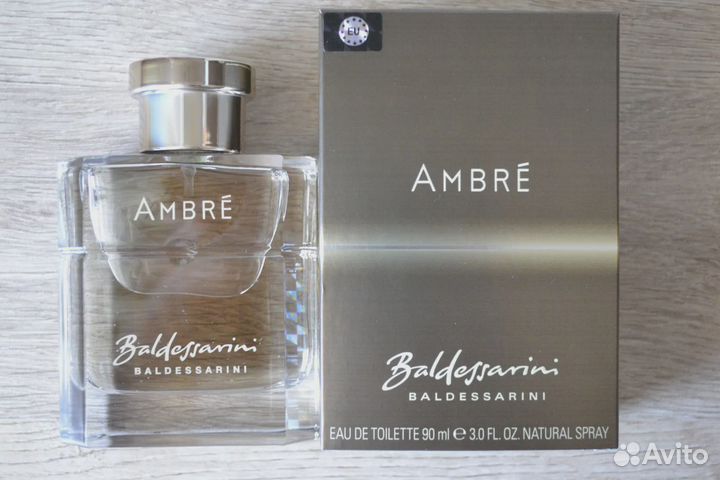 AMBRÉ
Baldessarini
BALDESSARINI
EU
AMBRÉ
Baldessarini
BALDESSARINI
EAU DE TOILETTE 90 ml ℮ 3.0 FL. OZ. NATURAL SPRAY
Avito